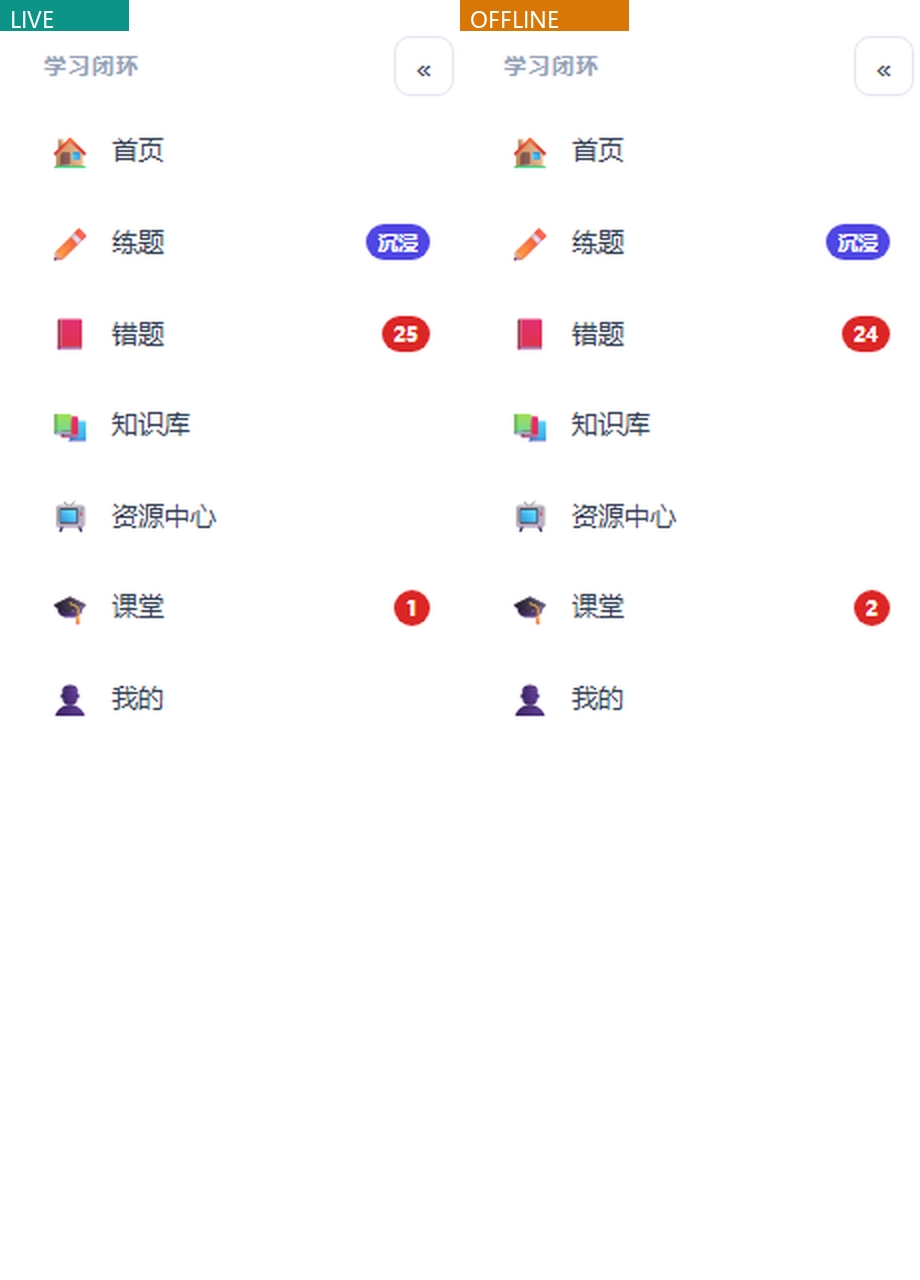 LIVE
学习闭环
«
首页
练题
沉浸
错题
25
知识库
资源中心
课堂
1
我的
OFFLINE
学习闭环
«
首页
练题
沉浸
错题
24
知识库
资源中心
课堂
2
我的